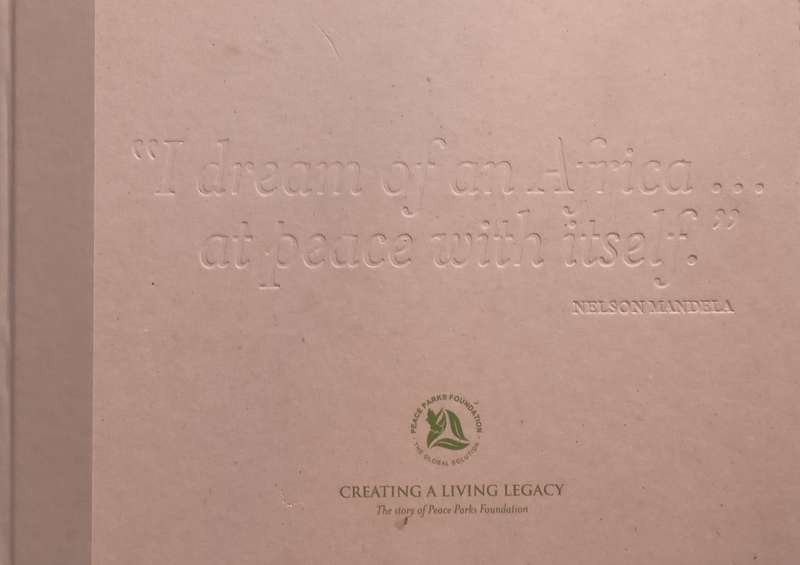 “I dream of an Africa ...
at peace with itself.”
NELSON MANDELA
PEACE PARKS FOUNDATION
· THE GLOBAL SOLUTION ·
CREATING A LIVING LEGACY
The story of Peace Parks Foundation